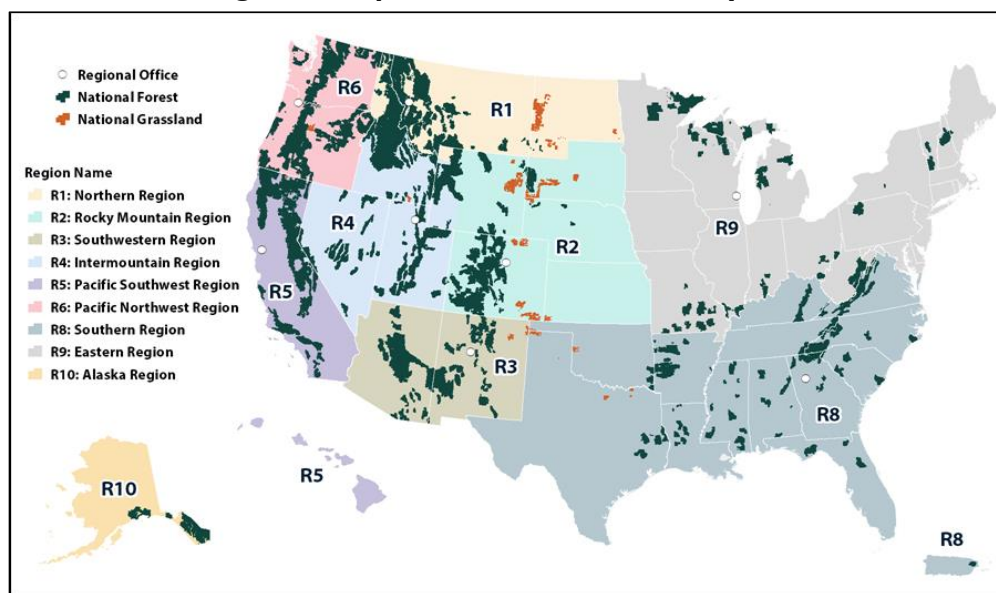 Regional Office
National Forest
National Grassland
Region Name
R1: Northern Region
R2: Rocky Mountain Region
R3: Southwestern Region
R4: Intermountain Region
R5: Pacific Southwest Region
R6: Pacific Northwest Region
R8: Southern Region
R9: Eastern Region
R10: Alaska Region
R6
R1
R4
R2
R9
R5
R3
R8
R5
R10
R8